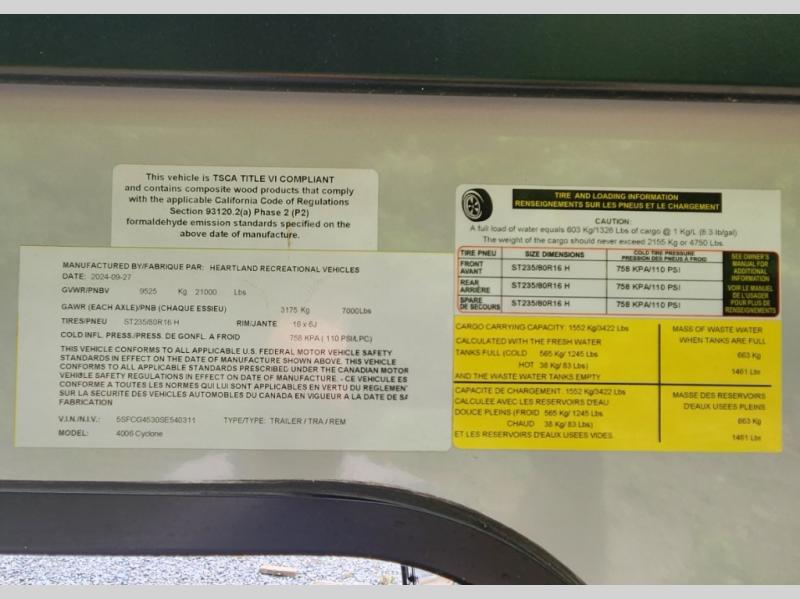 This vehicle is TSCA TITLE VI COMPLIANT
and contains composite wood products that comply
with the applicable California Code of Regulations
Section 93120.2(a) Phase 2 (P2)
formaldehyde emission standards specified on the
above date of manufacture.
MANUFACTURED BY/FABRIQUE PAR: HEARTLAND RECREATIONAL VEHICLES
DATE: 2024-09-27
GVWR/PNBV 9525 Kg 21000 Lbs
GAWR (EACH AXLE)/PNB (CHAQUE ESSIEU) 3175 Kg 7000Lbs
TIRES/PNEU ST235/80R16 H RIM/JANTE 16 x 6J
COLD INFL. PRESS./PRESS. DE GONFL. A FROID 758 KPA ( 110 PSI/LPC)
THIS VEHICLE CONFORMS TO ALL APPLICABLE U.S. FEDERAL MOTOR VEHICLE SAFETY
STANDARDS IN EFFECT ON THE DATE OF MANUFACTURE SHOWN ABOVE. THIS VEHICLE
CONFORMS TO ALL APPLICABLE STANDARDS PRESCRIBED UNDER THE CANADIAN MOTOR
VEHICLE SAFETY REGULATIONS IN EFFECT ON DATE OF MANUFACTURE - CE VEHICULE ES
CONFORME A TOUTES LES NORMES QUI LUI SONT APPLICABLES EN VERTU DU REGLEMEN
SUR LA SECURITE DES VEHICLES AUTOMOBILES DU CANADA EN VIGUEUR A LA DATE DE SA
FABRICATION
V.I.N./N.I.V.: 5SFCG4530SE540311 TYPE/TYPE: TRAILER / TRA / REM
MODEL: 4006 Cyclone
TIRE AND LOADING INFORMATION
RENSEIGNEMENTS SUR LES PNEUS ET LE CHARGEMENT
CAUTION:
A full load of water equals 603 Kg/1328 Lbs of cargo @ 1 Kg/L (8.3 lb/gal)
The weight of the cargo should never exceed 2155 Kg or 4750 Lbs.
TIRE PNEU SIZE DIMENSIONS COLD TIRE PRESSURE
PRESSION DES PNEUS À FROID
FRONT
AVANT ST235/80R16 H 758 KPA/110 PSI
REAR
ARRIÈRE ST235/80R16 H 758 KPA/110 PSI
SPARE
DE SECOURS ST235/80R16 H 758 KPA/110 PSI
SEE OWNER'S
MANUAL FOR
ADDITIONAL
INFORMATION
VOIR LE MANUEL
DE L'USAGER
POUR PLUS DE
RENSEIGNEMENTS
CARGO CARRYING CAPACITY: 1552 Kg/3422 Lbs
CALCULATED WITH THE FRESH WATER
TANKS FULL (COLD 565 Kg/ 1245 Lbs
HOT 38 Kg/ 83 Lbs)
AND THE WASTE WATER TANKS EMPTY
MASS OF WASTE WATER
WHEN TANKS ARE FULL
663 Kg
1461 Lbs
CAPACITE DE CHARGEMENT: 1552 Kg/3422 Lbs
CALCULEE AVEC LES RESERVOIRS D'EAU
DOUCE PLEINS (FROID 565 Kg/ 1245 Lbs
CHAUD 38 Kg/ 83 Lbs)
ET LES RESERVOIRS D'EAUX USEES VIDES.
MASSE DES RESERVOIRS
D'EAUX USEES PLEINS
663 Kg
1461 Lbs